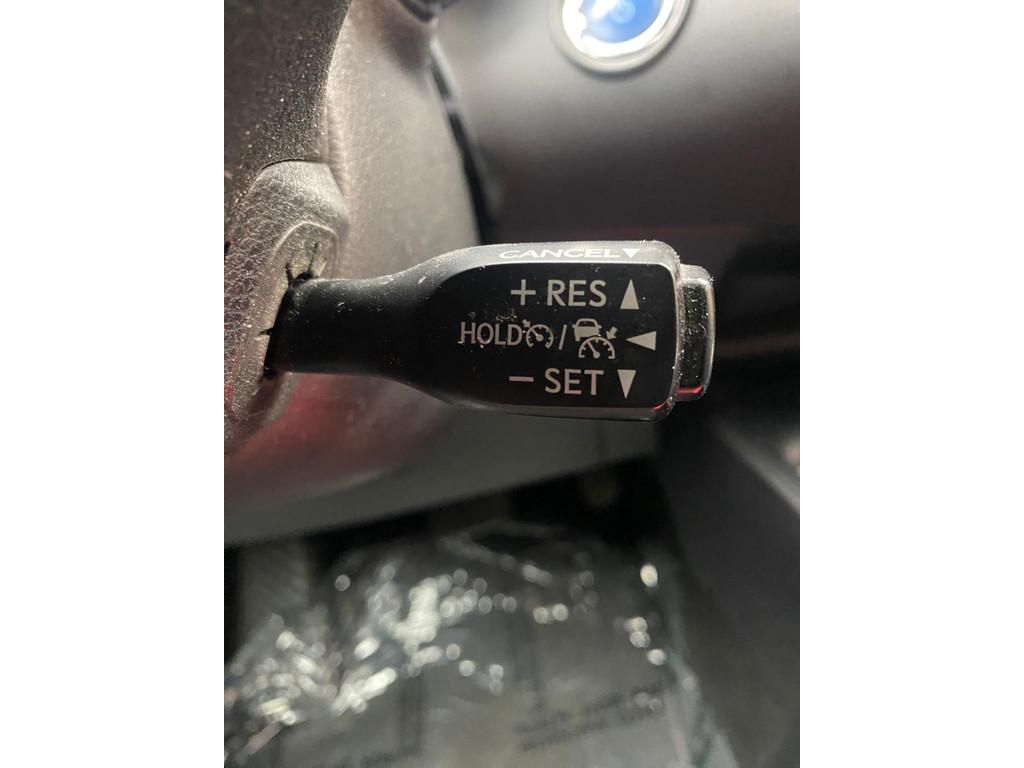 CANCEL▼
+ RES ▲
HOLD / ◄
− SET ▼